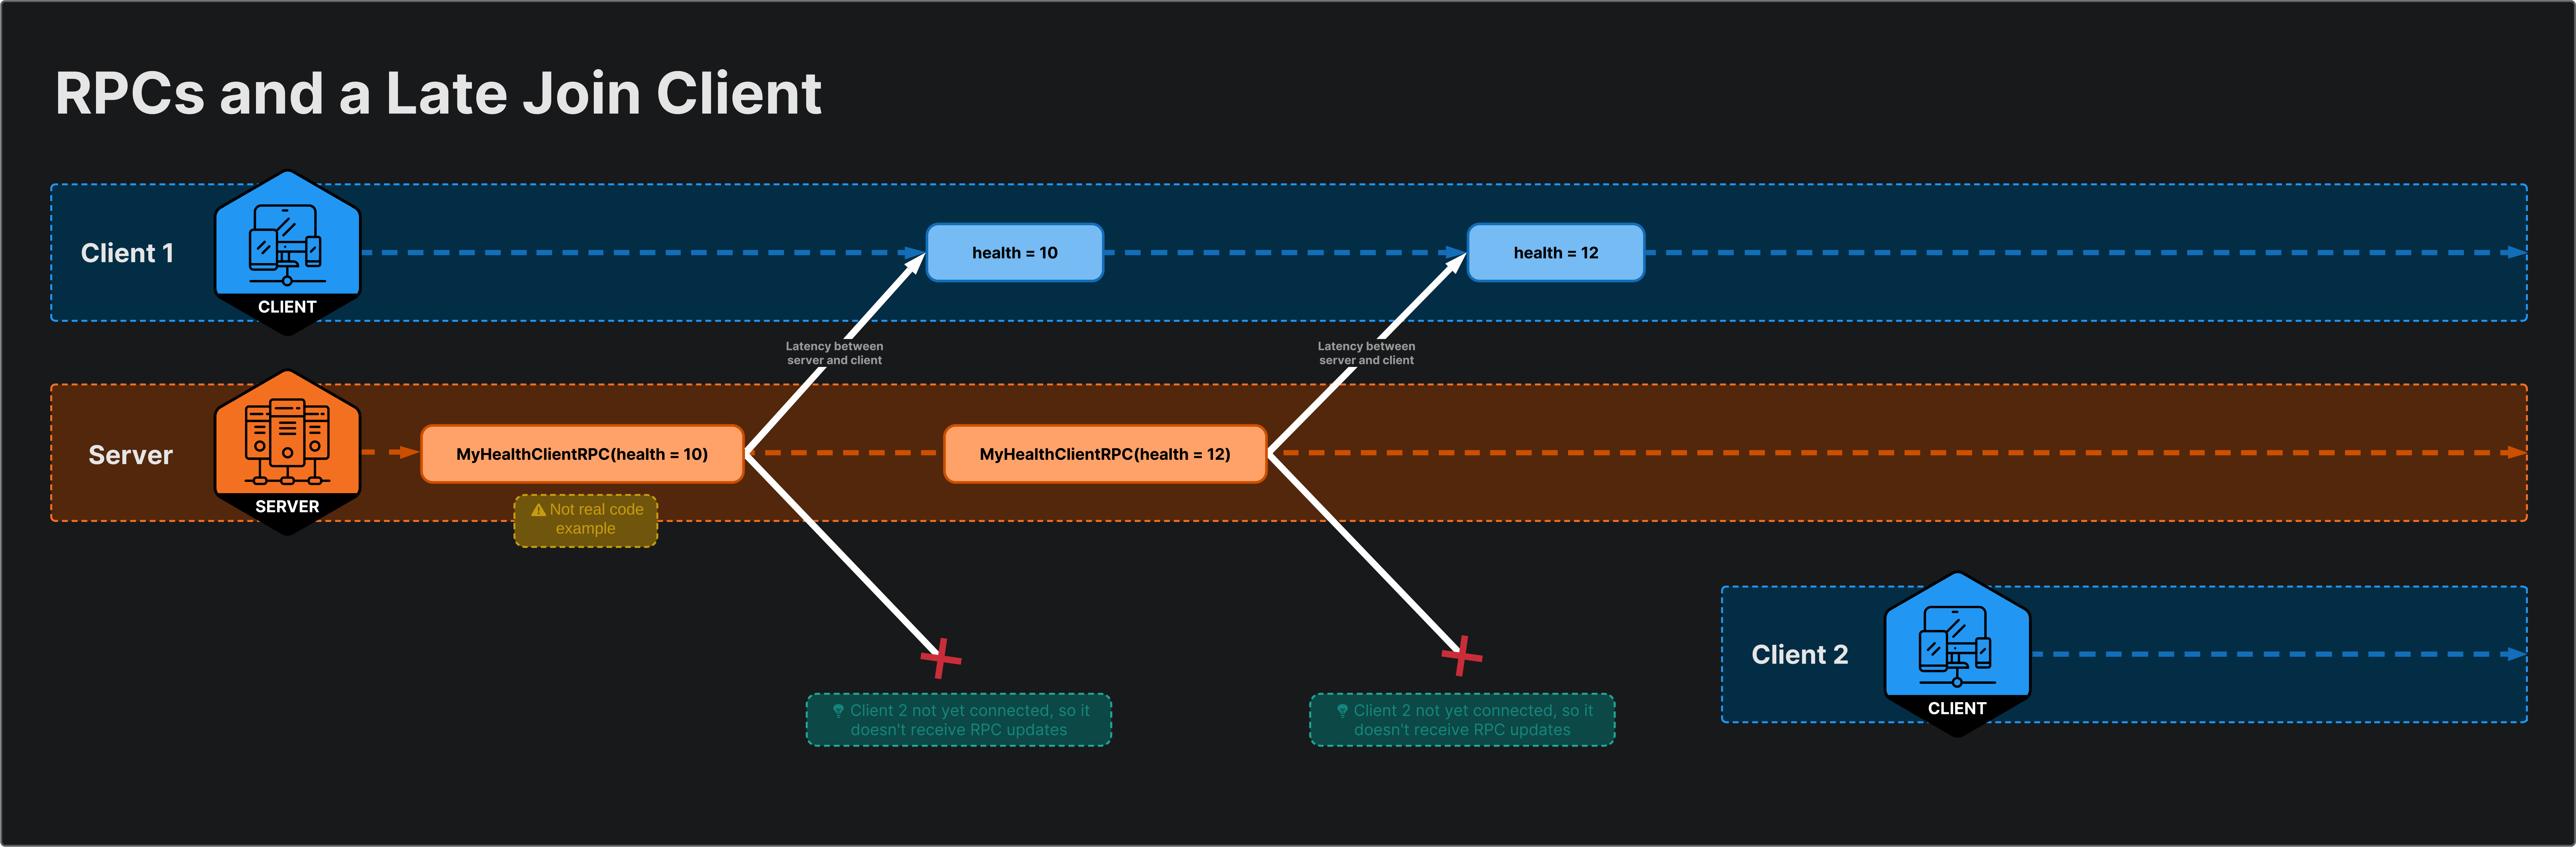 RPCs and a Late Join Client
Client 1
CLIENT
health = 10
health = 12
Latency between
server and client
Latency between
server and client
Server
SERVER
MyHealthClientRPC(health = 10)
MyHealthClientRPC(health = 12)
Not real code
example
Client 2
CLIENT
Client 2 not yet connected, so it
doesn't receive RPC updates
Client 2 not yet connected, so it
doesn't receive RPC updates